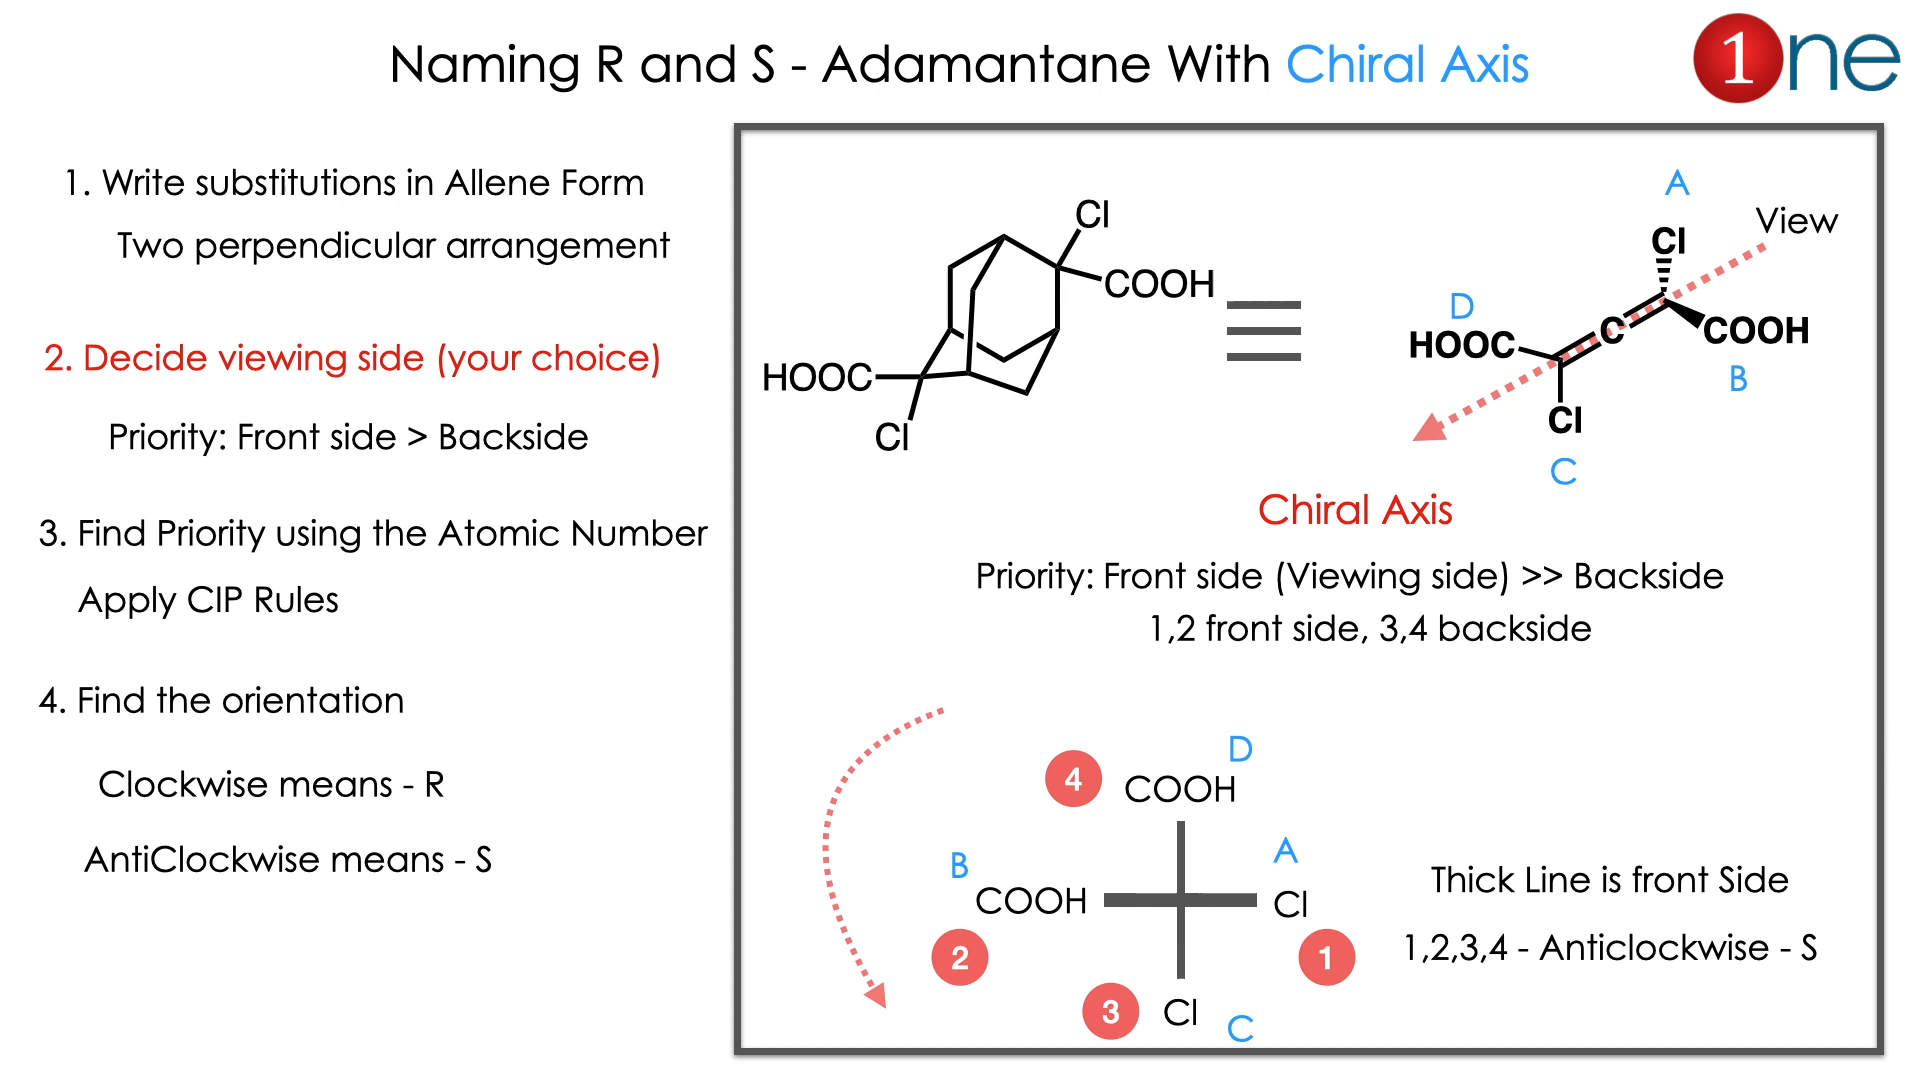 Naming R and S - Adamantane With Chiral Axis
1ne
1. Write substitutions in Allene Form
Two perpendicular arrangement
2. Decide viewing side (your choice)
Priority: Front side > Backside
3. Find Priority using the Atomic Number
Apply CIP Rules
4. Find the orientation
Clockwise means - R
AntiClockwise means - S
Cl
COOH
HOOC
Cl
A
View
Cl
D
HOOC
C
COOH
B
Cl
C
Chiral Axis
Priority: Front side (Viewing side) >> Backside
1,2 front side, 3,4 backside
D
4
COOH
B
A
COOH
Cl
2
1
3
Cl
C
Thick Line is front Side
1,2,3,4 - Anticlockwise - S